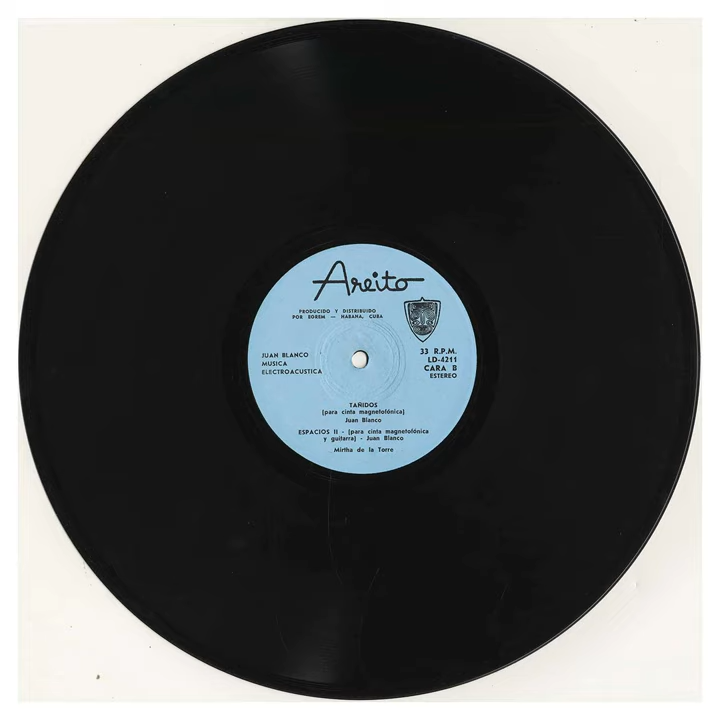 Areito
PRODUCIDO Y DISTRIBUIDO
POR EGREM — HABANA, CUBA
JUAN BLANCO
MUSICA
ELECTROACUSTICA
33 R.P.M.
LD-4211
CARA B
ESTEREO
TAÑIDOS
(para cinta magnetofónica)
Juan Blanco
ESPACIOS II - (para cinta magnetofónica
y guitarra) - Juan Blanco
Mirtha de la Torre